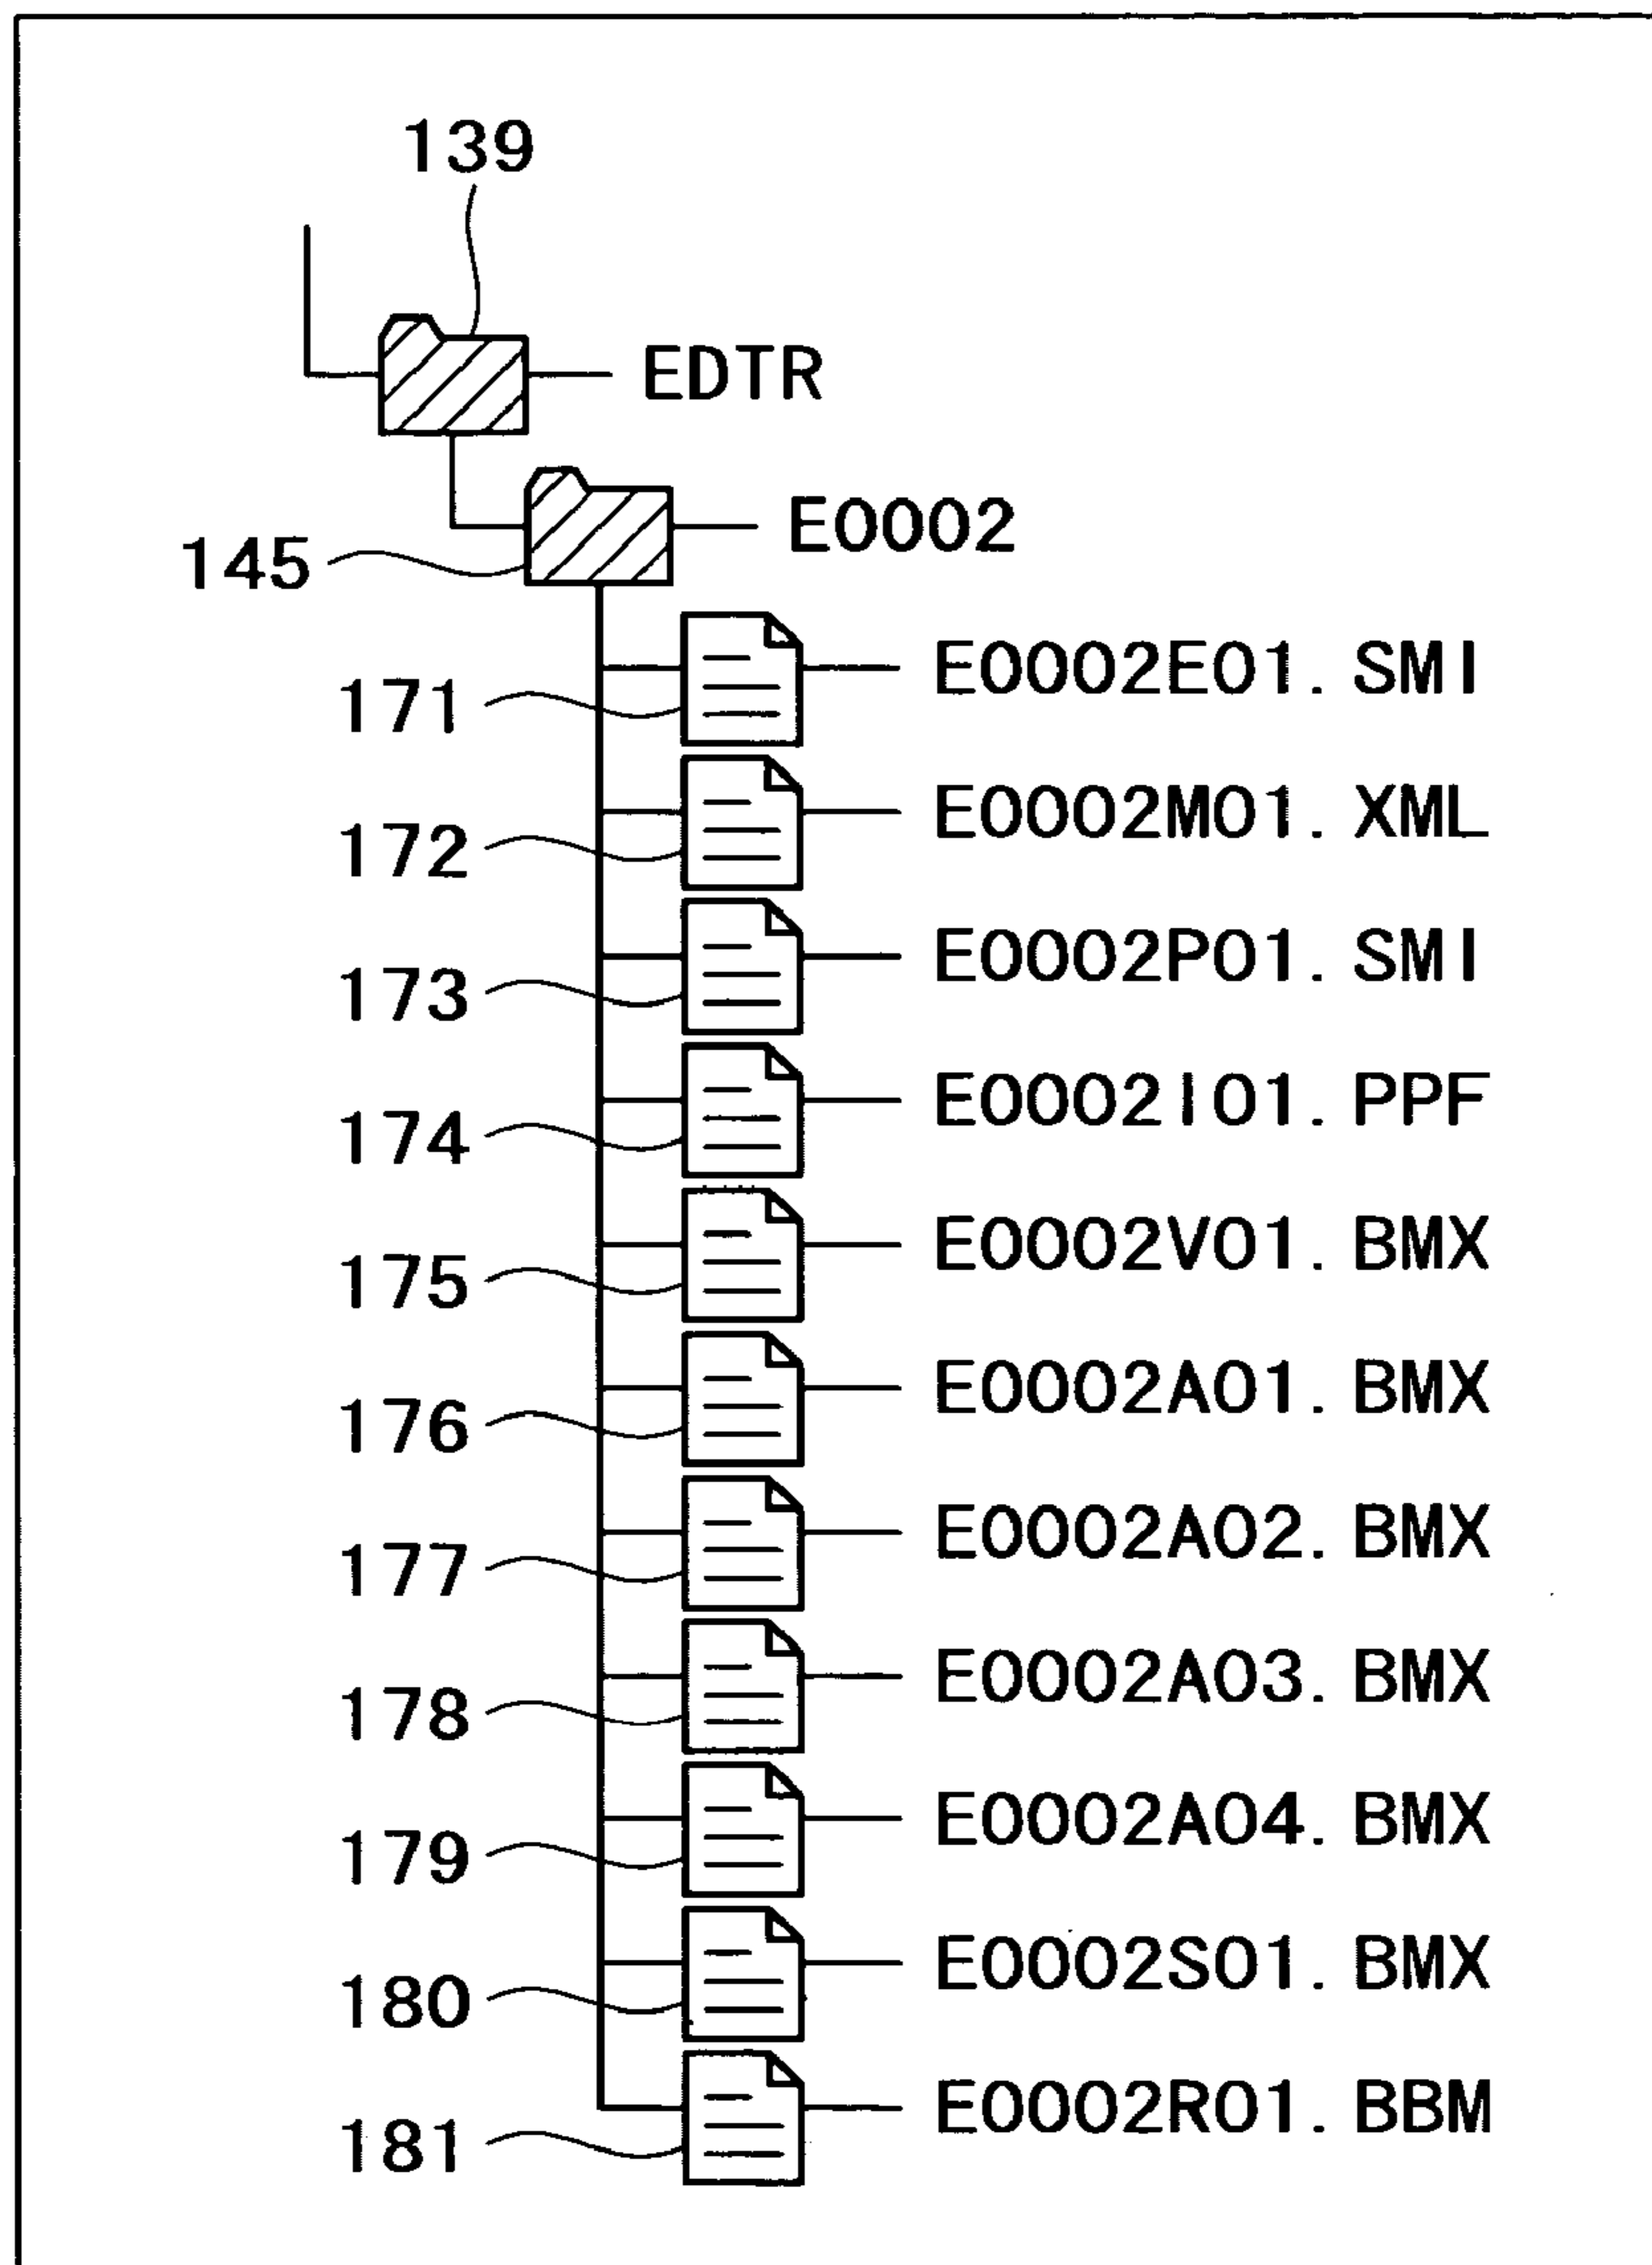 139
EDTR
E0002
145
E0002E01. SMI
171
E0002M01. XML
172
E0002P01. SMI
173
E0002I01. PPF
174
E0002V01. BMX
175
E0002A01. BMX
176
E0002A02. BMX
177
E0002A03. BMX
178
E0002A04. BMX
179
E0002S01. BMX
180
E0002R01. BBM
181